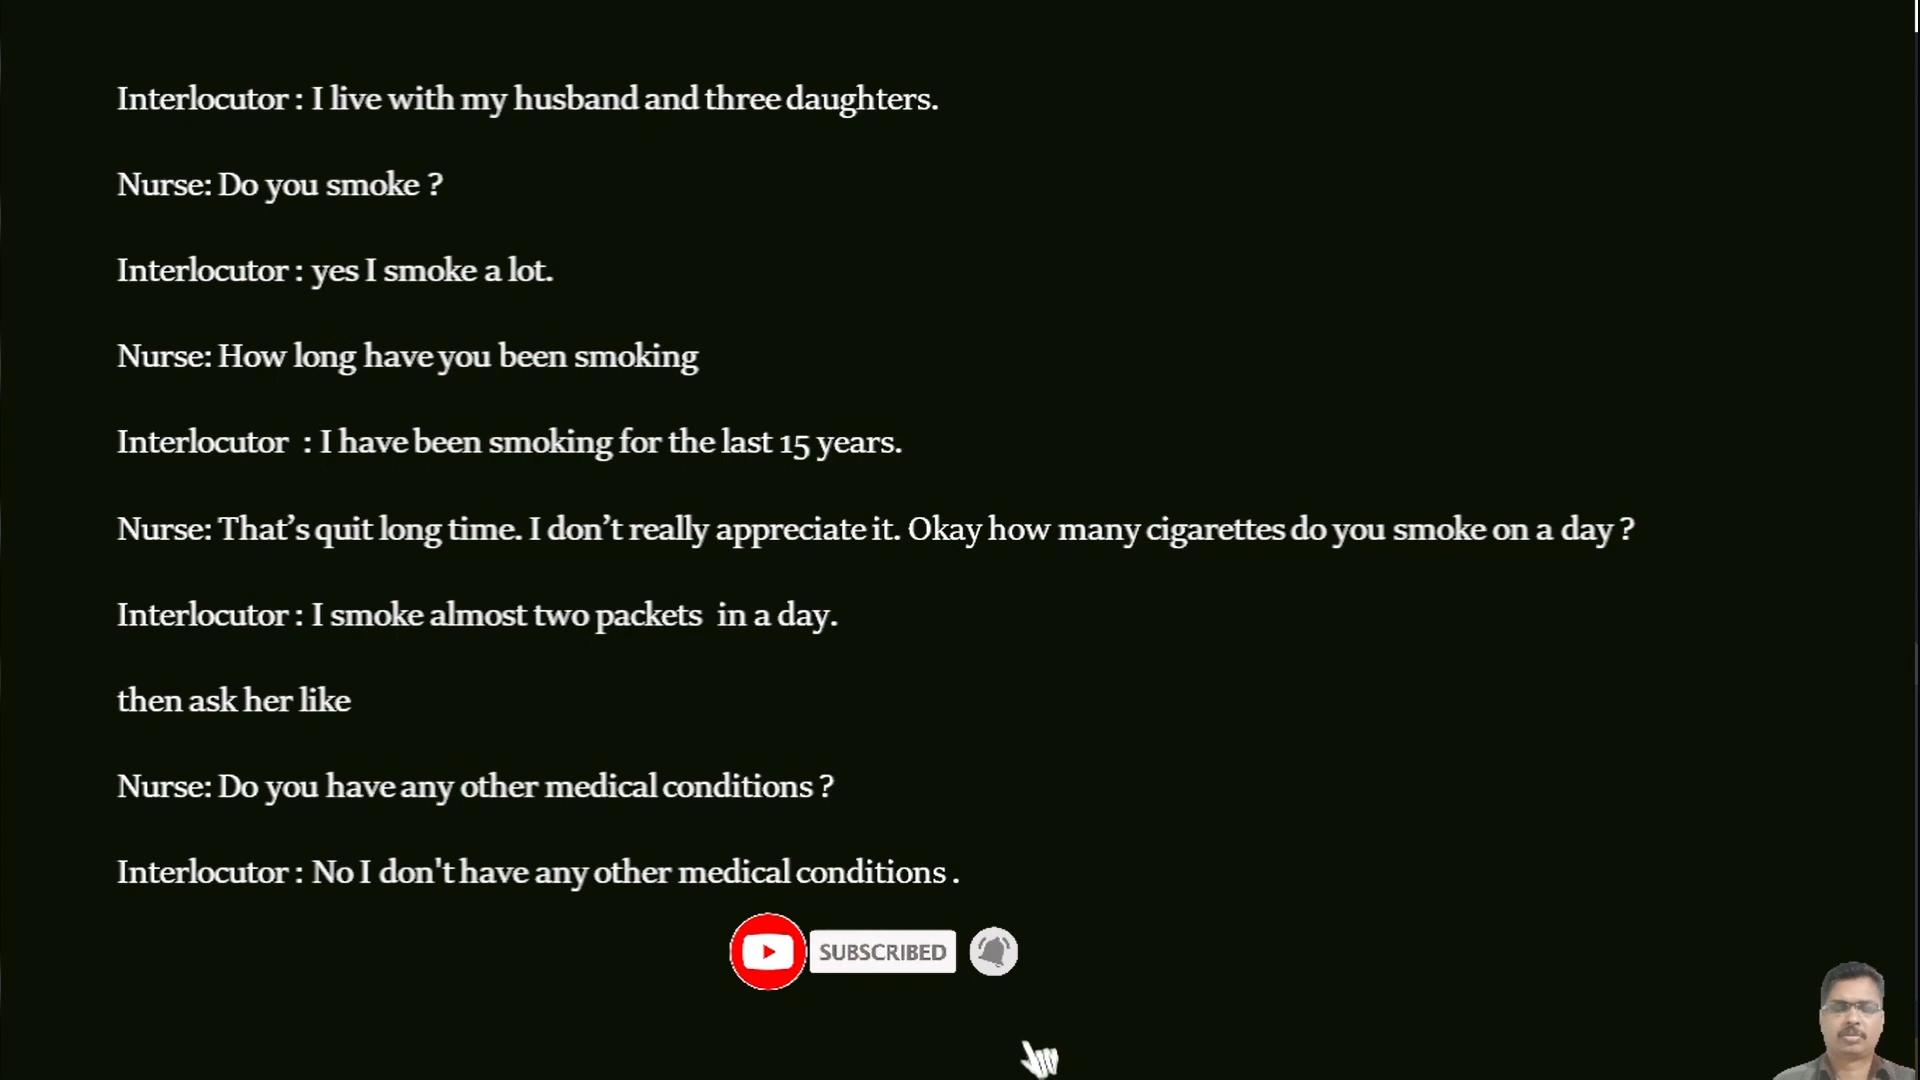 Interlocutor : I live with my husband and three daughters.
Nurse: Do you smoke ?
Interlocutor : yes I smoke a lot.
Nurse: How long have you been smoking
Interlocutor  : I have been smoking for the last 15 years.
Nurse: That’s quit long time. I don’t really appreciate it. Okay how many cigarettes do you smoke on a day ?
Interlocutor : I smoke almost two packets  in a day.
then ask her like
Nurse: Do you have any other medical conditions ?
Interlocutor : No I don't have any other medical conditions .
SUBSCRIBED